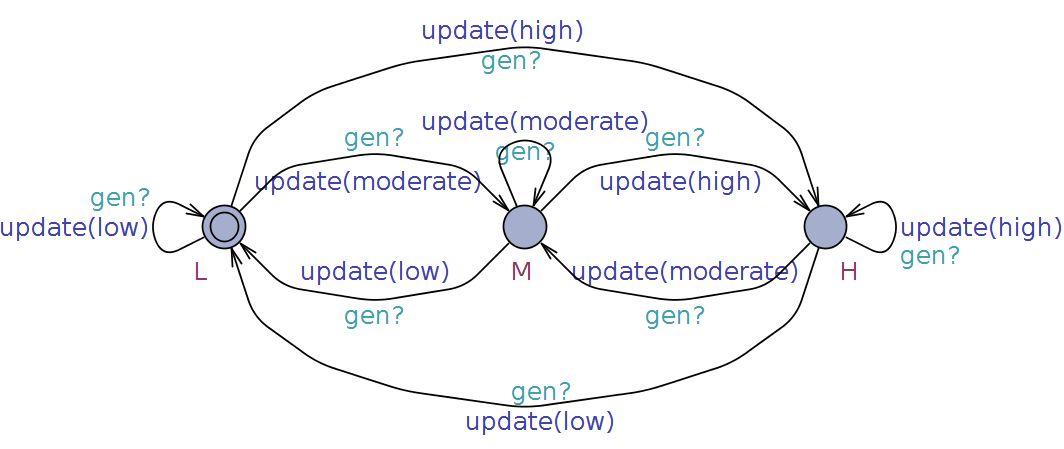 update(high)
gen?
update(moderate)
gen?
gen?
update(moderate)
gen?
update(high)
gen?
update(low)
update(high)
gen?
L
M
H
update(low)
gen?
update(moderate)
gen?
gen?
update(low)